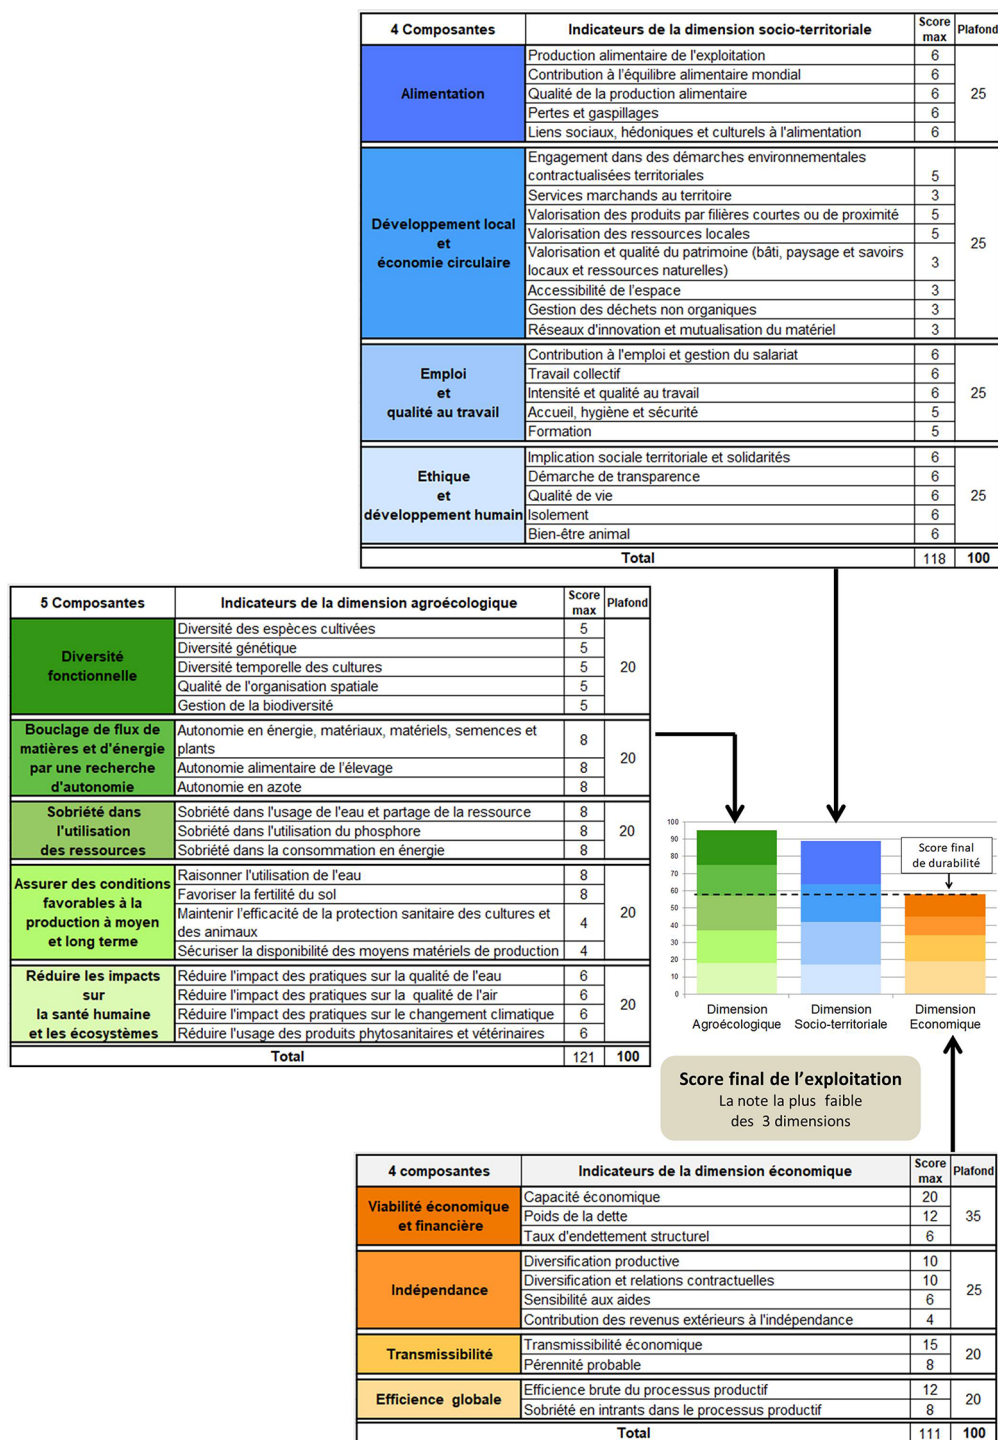 4 Composantes Indicateurs de la dimension socio-territoriale Score max Plafond
Alimentation 25
Production alimentaire de l'exploitation 6
Contribution à l'équilibre alimentaire mondial 6
Qualité de la production alimentaire 6
Pertes et gaspillages 6
Liens sociaux, hédoniques et culturels à l'alimentation 6
Développement local
et
économie circulaire 25
Engagement dans des démarches environnementales
contractualisées territoriales 5
Services marchands au territoire 3
Valorisation des produits par filières courtes ou de proximité 5
Valorisation des ressources locales 5
Valorisation et qualité du patrimoine (bâti, paysage et savoirs
locaux et ressources naturelles) 3
Accessibilité de l'espace 3
Gestion des déchets non organiques 3
Réseaux d'innovation et mutualisation du matériel 3
Emploi
et
qualité au travail 25
Contribution à l'emploi et gestion du salariat 6
Travail collectif 6
Intensité et qualité au travail 6
Accueil, hygiène et sécurité 5
Formation 5
Ethique
et
développement humain 25
Implication sociale territoriale et solidarités 6
Démarche de transparence 6
Qualité de vie 6
Isolement 6
Bien-être animal 6
Total 118 100
5 Composantes Indicateurs de la dimension agroécologique Score max Plafond
Diversité
fonctionnelle 20
Diversité des espèces cultivées 5
Diversité génétique 5
Diversité temporelle des cultures 5
Qualité de l'organisation spatiale 5
Gestion de la biodiversité 5
Bouclage de flux de
matières et d'énergie
par une recherche
d'autonomie 20
Autonomie en énergie, matériaux, matériels, semences et
plants 8
Autonomie alimentaire de l'élevage 8
Autonomie en azote 8
Sobriété dans
l'utilisation
des ressources 20
Sobriété dans l'usage de l'eau et partage de la ressource 8
Sobriété dans l'utilisation du phosphore 8
Sobriété dans la consommation en énergie 8
Assurer des conditions
favorables à la
production à moyen
et long terme 20
Raisonner l'utilisation de l'eau 8
Favoriser la fertilité du sol 8
Maintenir l'efficacité de la protection sanitaire des cultures et
des animaux 4
Sécuriser la disponibilité des moyens matériels de production 4
Réduire les impacts
sur
la santé humaine
et les écosystèmes 20
Réduire l'impact des pratiques sur la qualité de l'eau 6
Réduire l'impact des pratiques sur la qualité de l'air 6
Réduire l'impact des pratiques sur le changement climatique 6
Réduire l'usage des produits phytosanitaires et vétérinaires 6
Total 121 100
100
90
80
70
60
50
40
30
20
10
0
Score final
de durabilité
Dimension
Agroécologique
Dimension
Socio-territoriale
Dimension
Economique
Score final de l'exploitation
La note la plus faible
des 3 dimensions
4 composantes Indicateurs de la dimension économique Score max Plafond
Viabilité économique
et financière 35
Capacité économique 20
Poids de la dette 12
Taux d'endettement structurel 6
Indépendance 25
Diversification productive 10
Diversification et relations contractuelles 10
Sensibilité aux aides 6
Contribution des revenus extérieurs à l'indépendance 4
Transmissibilité 20
Transmissibilité économique 15
Pérennité probable 8
Efficience globale 20
Efficience brute du processus productif 12
Sobriété en intrants dans le processus productif 8
Total 111 100